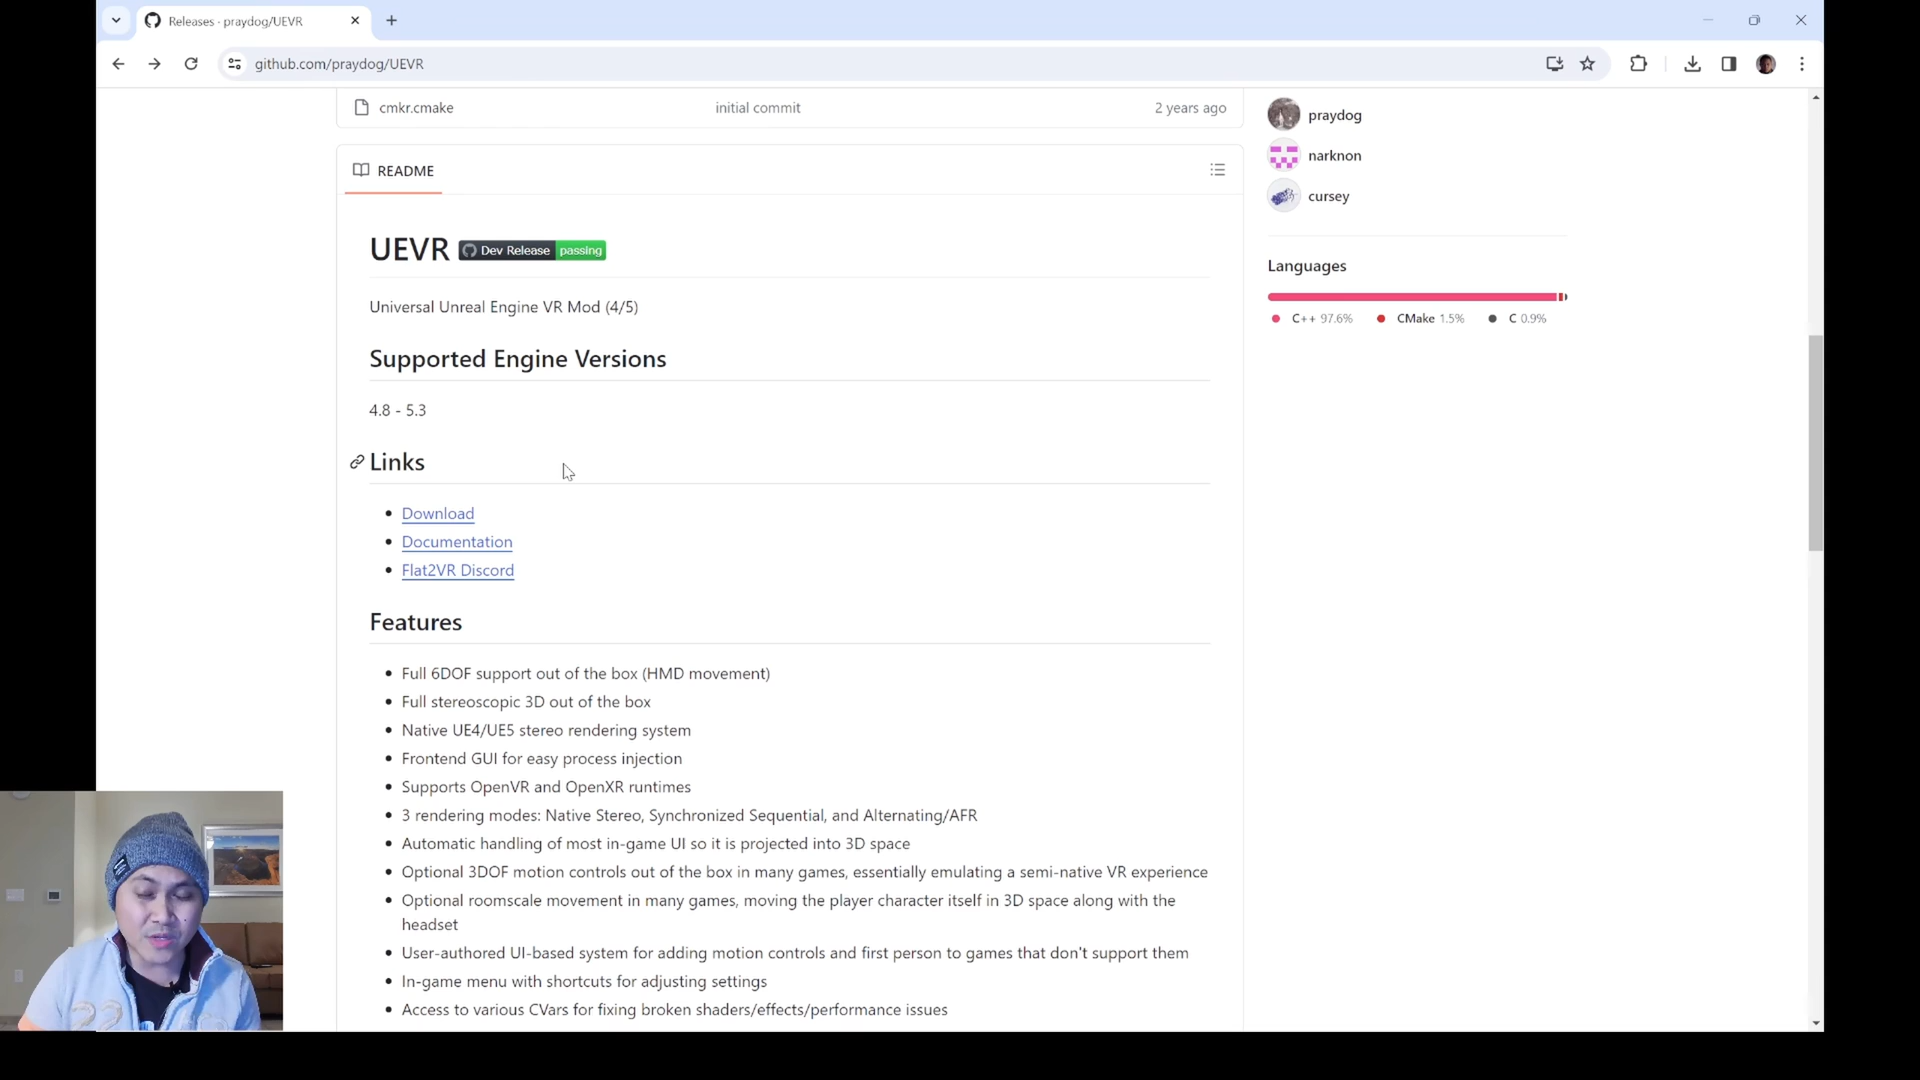 Releases · praydog/UEVR
github.com/praydog/UEVR
cmkr.cmake initial commit 2 years ago
praydog
narknon
cursey
README
UEVR Dev Release passing
Universal Unreal Engine VR Mod (4/5)
Supported Engine Versions
4.8 - 5.3
Links
Download
Documentation
Flat2VR Discord
Features
Full 6DOF support out of the box (HMD movement)
Full stereoscopic 3D out of the box
Native UE4/UE5 stereo rendering system
Frontend GUI for easy process injection
Supports OpenVR and OpenXR runtimes
3 rendering modes: Native Stereo, Synchronized Sequential, and Alternating/AFR
Automatic handling of most in-game UI so it is projected into 3D space
Optional 3DOF motion controls out of the box in many games, essentially emulating a semi-native VR experience
Optional roomscale movement in many games, moving the player character itself in 3D space along with the
headset
User-authored UI-based system for adding motion controls and first person to games that don't support them
In-game menu with shortcuts for adjusting settings
Access to various CVars for fixing broken shaders/effects/performance issues
Languages
C++ 97.6% CMake 1.5% C 0.9%